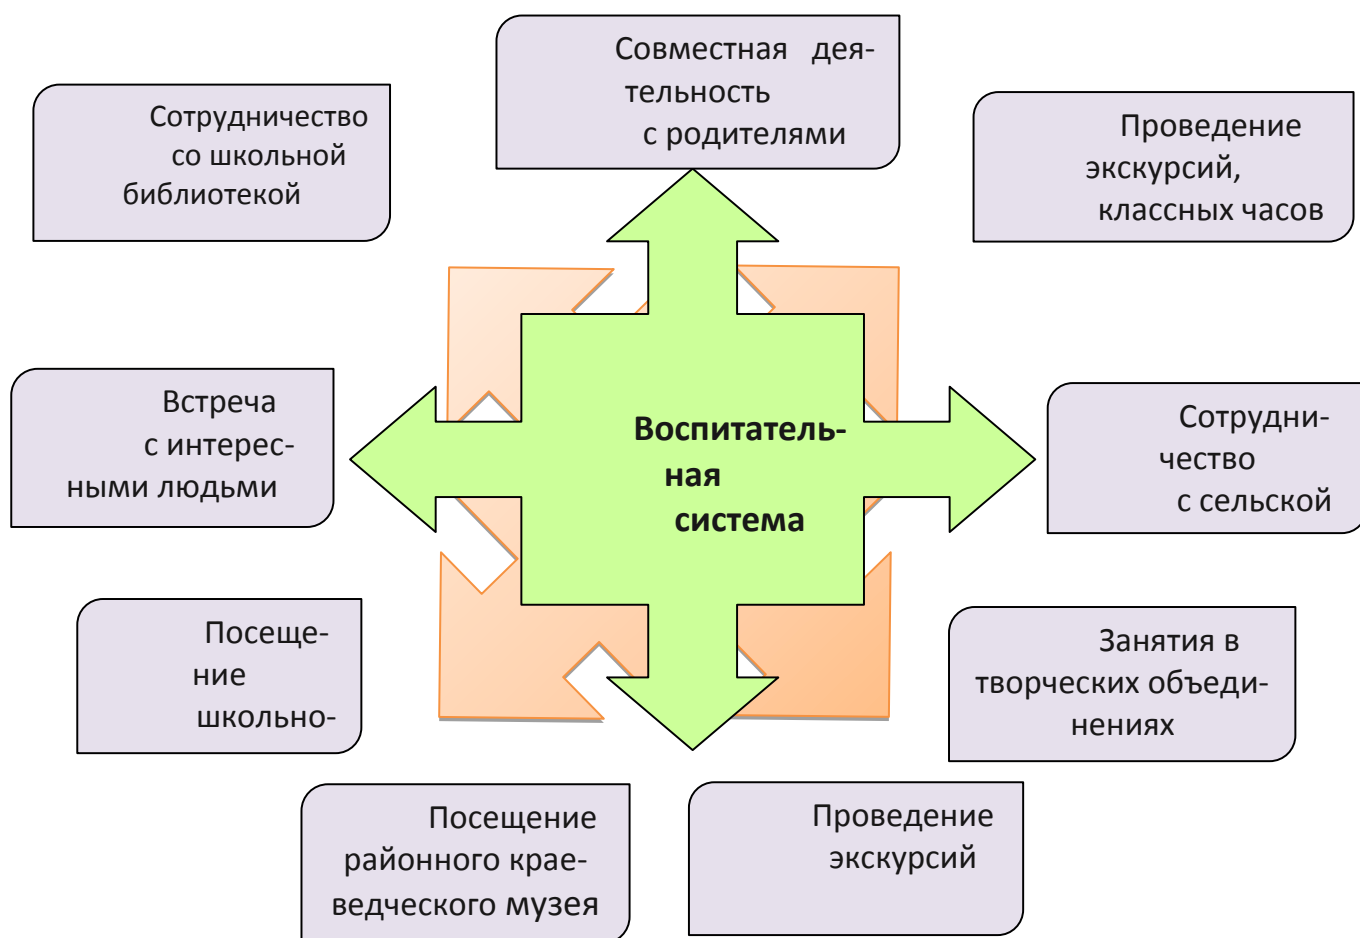 Совместная дея-
тельность
с родителями
Сотрудничество
со школьной
библиотекой
Проведение
экскурсий,
классных часов
Встреча
с интерес-
ными людьми
Воспитатель-
ная
система
Сотрудни-
чество
с сельской
Посеще-
ние
школьно-
Занятия в
творческих объеди-
нениях
Посещение
районного крае-
ведческого музея
Проведение
экскурсий